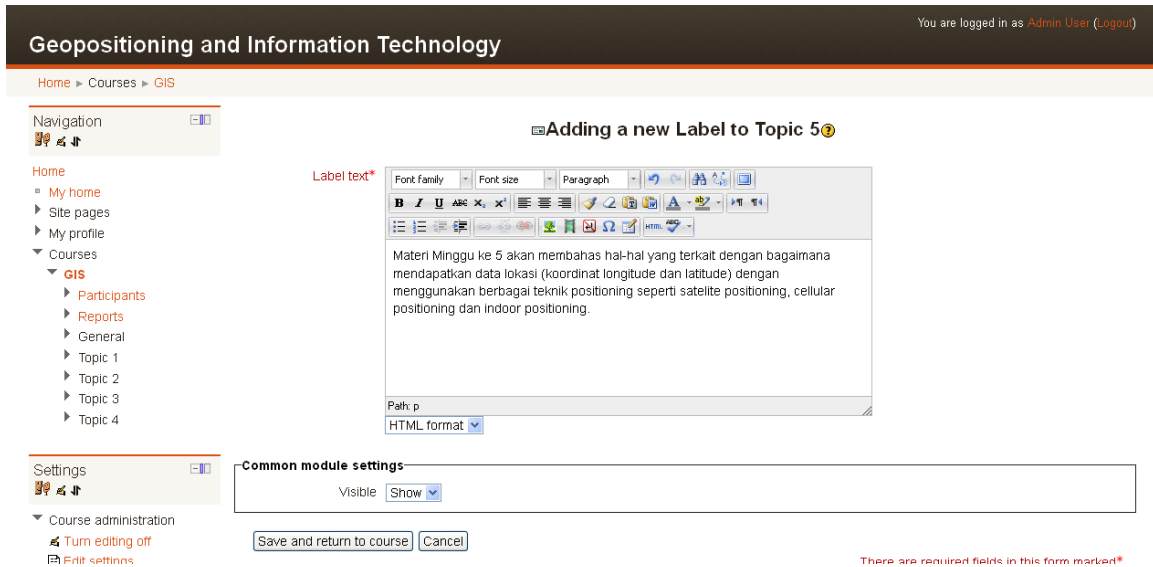 You are logged in as Admin User (Logout)
Geopositioning and Information Technology
Home ► Courses ► GIS
Navigation
Adding a new Label to Topic 5
Home
My home
Site pages
My profile
Courses
GIS
Participants
Reports
General
Topic 1
Topic 2
Topic 3
Topic 4
Label text*
Font family Font size Paragraph
B I U ABC x₂ x²
HTML
Materi Minggu ke 5 akan membahas hal-hal yang terkait dengan bagaimana
mendapatkan data lokasi (koordinat longitude dan latitude) dengan
menggunakan berbagai teknik positioning seperti satelite positioning, cellular
positioning dan indoor positioning.
Path: p
HTML format
Settings
Common module settings
Visible Show
Course administration
Turn editing off
Edit settings
Save and return to course Cancel
There are required fields in this form marked*